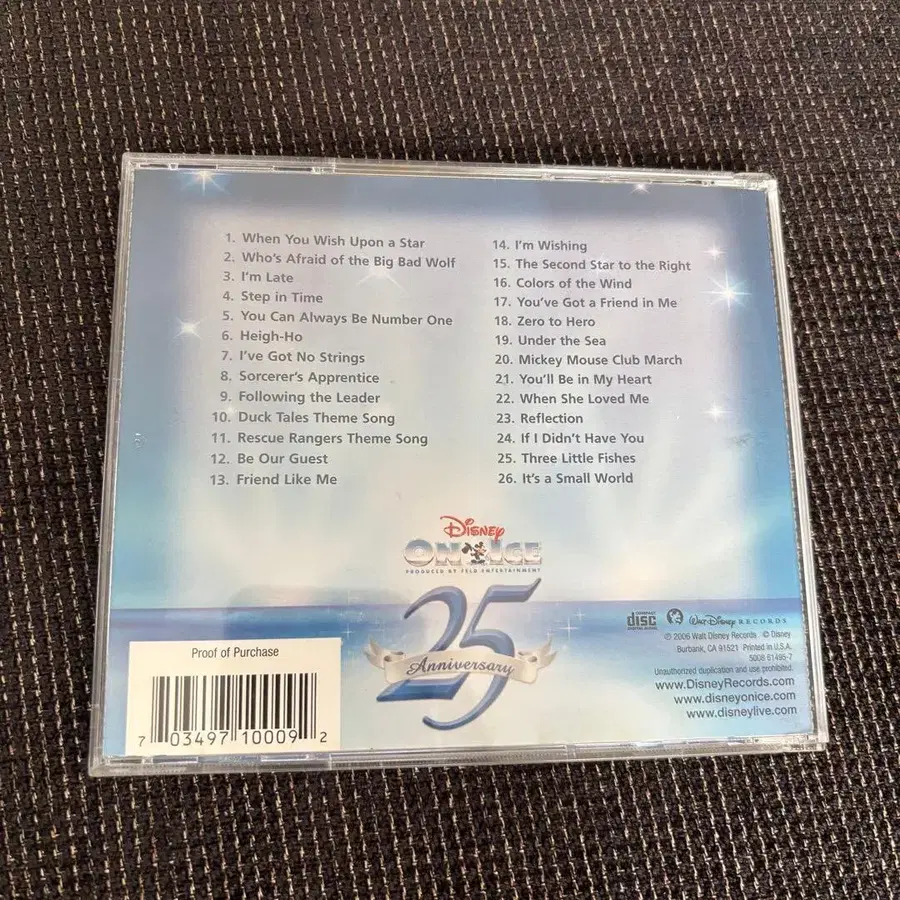 1. When You Wish Upon a Star
2. Who's Afraid of the Big Bad Wolf
3. I'm Late
4. Step in Time
5. You Can Always Be Number One
6. Heigh-Ho
7. I've Got No Strings
8. Sorcerer's Apprentice
9. Following the Leader
10. Duck Tales Theme Song
11. Rescue Rangers Theme Song
12. Be Our Guest
13. Friend Like Me
14. I'm Wishing
15. The Second Star to the Right
16. Colors of the Wind
17. You've Got a Friend in Me
18. Zero to Hero
19. Under the Sea
20. Mickey Mouse Club March
21. You'll Be in My Heart
22. When She Loved Me
23. Reflection
24. If I Didn't Have You
25. Three Little Fishes
26. It's a Small World
Disney
ON ICE
PRODUCED BY FELD ENTERTAINMENT
25
Anniversary
Proof of Purchase
7 03497 10009 2
COMPACT
disc
DIGITAL AUDIO
Walt Disney RECORDS
℗ 2006 Walt Disney Records © Disney
Burbank, CA 91521 Printed in U.S.A.
5008 61495-7
Unauthorized duplication and use prohibited.
www.DisneyRecords.com
www.disneyonice.com
www.disneylive.com